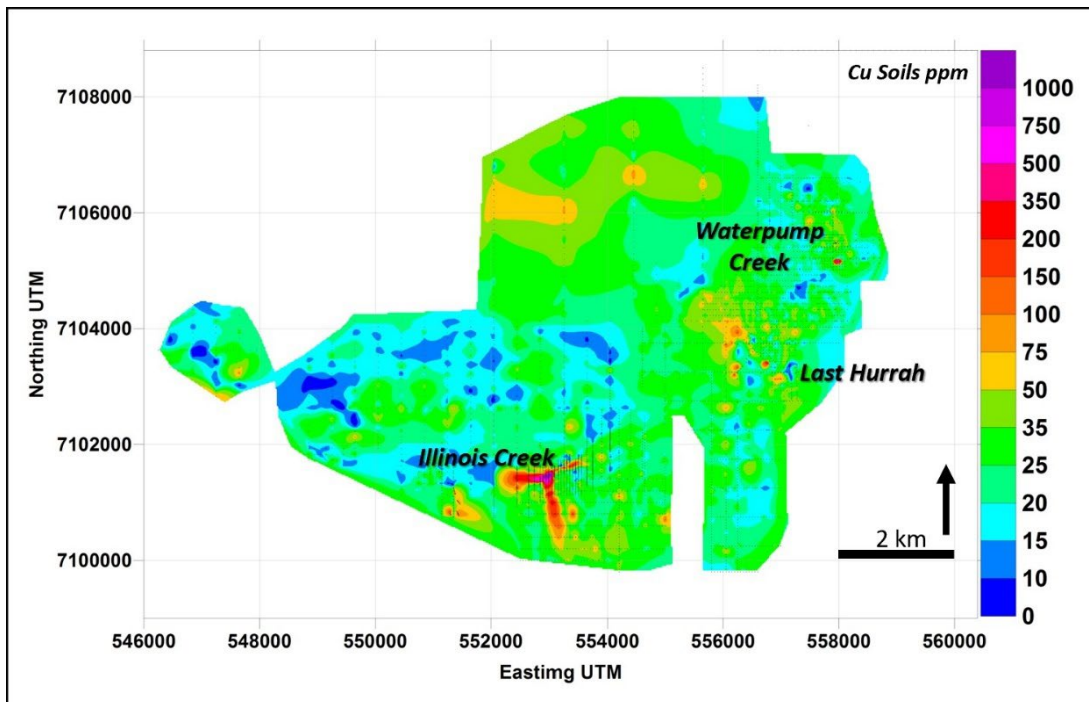 Cu Soils ppm
7108000
7106000
7104000
7102000
7100000
Northing UTM
Waterpump
Creek
Last Hurrah
Illinois Creek
2 km
546000 548000 550000 552000 554000 556000 558000 560000
Eastimg UTM
1000
750
500
350
200
150
100
75
50
35
25
20
15
10
0